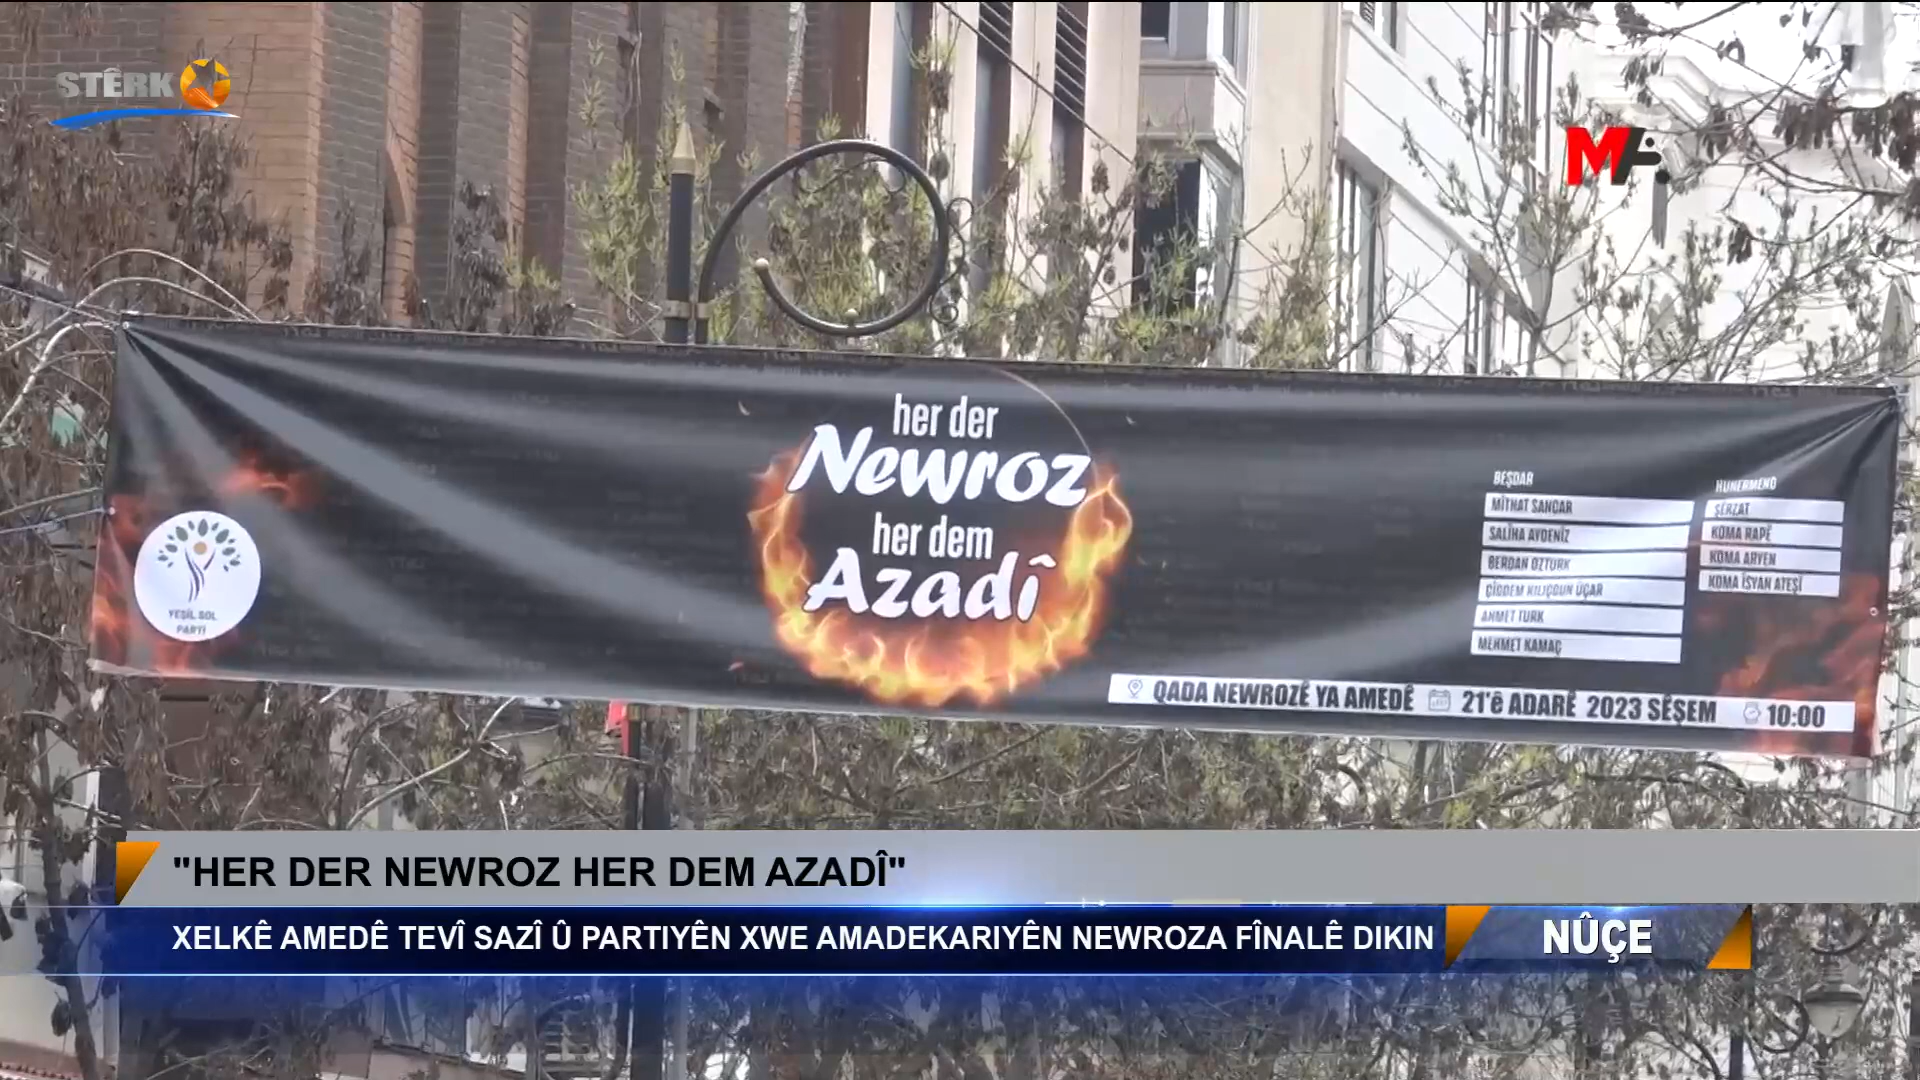 STÊRK
MA
her der
Newroz
her dem
Azadî
YEŞİL SOL
PARTİ
BEŞDAR
MİTHAT SANCAR
SALİHA AYDENİZ
BERDAN ÖZTÜRK
ÇİĞDEM KILIÇGÜN UÇAR
AHMET TÜRK
MEHMET KAMAÇ
HUNERMEND
ŞERZAT
KOMA RAPÊ
KOMA ARYEN
KOMA ÎSYAN ATEŞÎ
QADA NEWROZÊ YA AMEDÊ 21'ê ADARÊ 2023 SÊŞEM 10:00
"HER DER NEWROZ HER DEM AZADÎ"
XELKÊ AMEDÊ TEVÎ SAZÎ Û PARTIYÊN XWE AMADEKARIYÊN NEWROZA FÎNALÊ DIKIN
NÛÇE